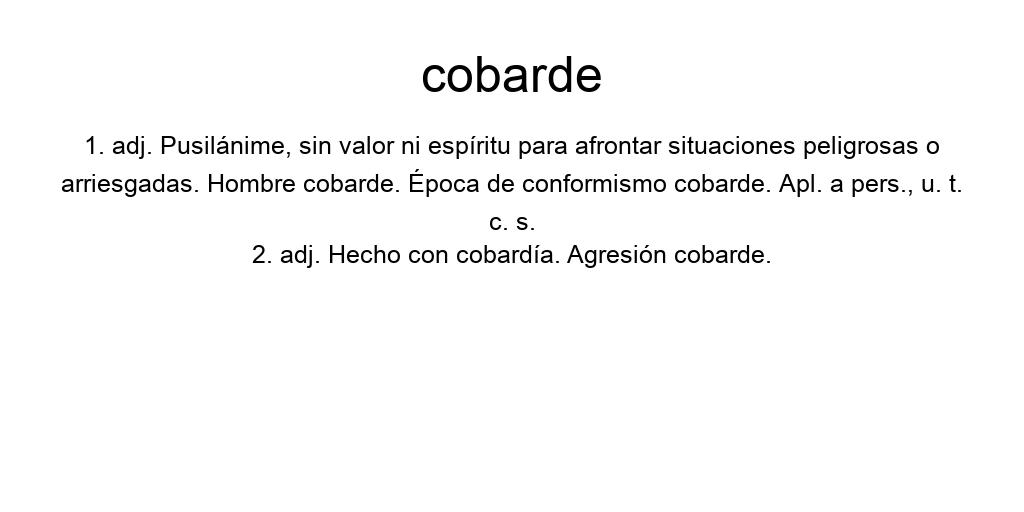 cobarde
1. adj. Pusilánime, sin valor ni espíritu para afrontar situaciones peligrosas o
arriesgadas. Hombre cobarde. Época de conformismo cobarde. Apl. a pers., u. t.
c. s.
2. adj. Hecho con cobardía. Agresión cobarde.